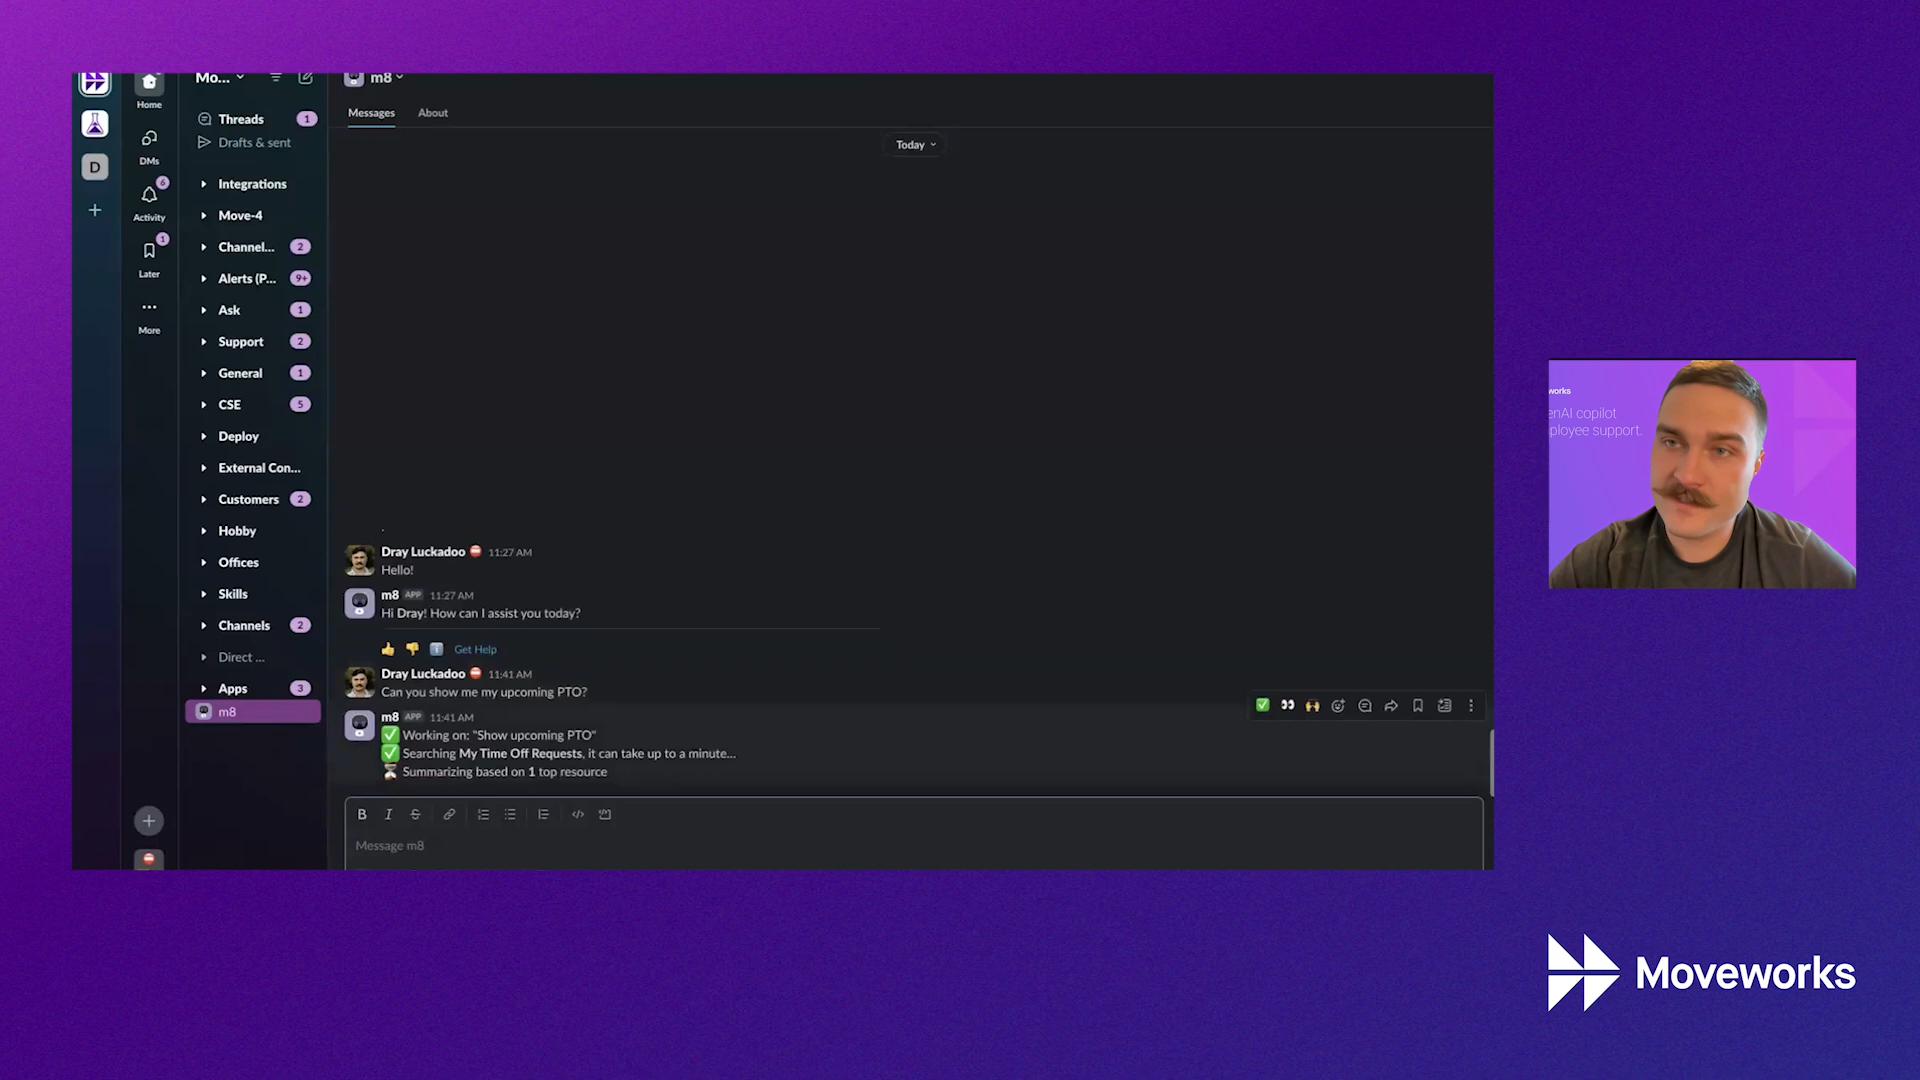 Mo...
Home
DMs
6
Activity
1
Later
More
D
Threads 1
Drafts & sent
Integrations
Move-4
Channel... 2
Alerts (P... 9+
Ask 1
Support 2
General 1
CSE 5
Deploy
External Con...
Customers 2
Hobby
Offices
Skills
Channels 2
Direct ...
Apps 3
m8
m8
Messages
About
Today
Dray Luckadoo 11:27 AM
Hello!
m8 APP 11:27 AM
Hi Dray! How can I assist you today?
Get Help
Dray Luckadoo 11:41 AM
Can you show me my upcoming PTO?
m8 APP 11:41 AM
Working on: "Show upcoming PTO"
Searching My Time Off Requests, it can take up to a minute...
Summarizing based on 1 top resource
B I S
Message m8
works
enAI copilot
ployee support.
Moveworks